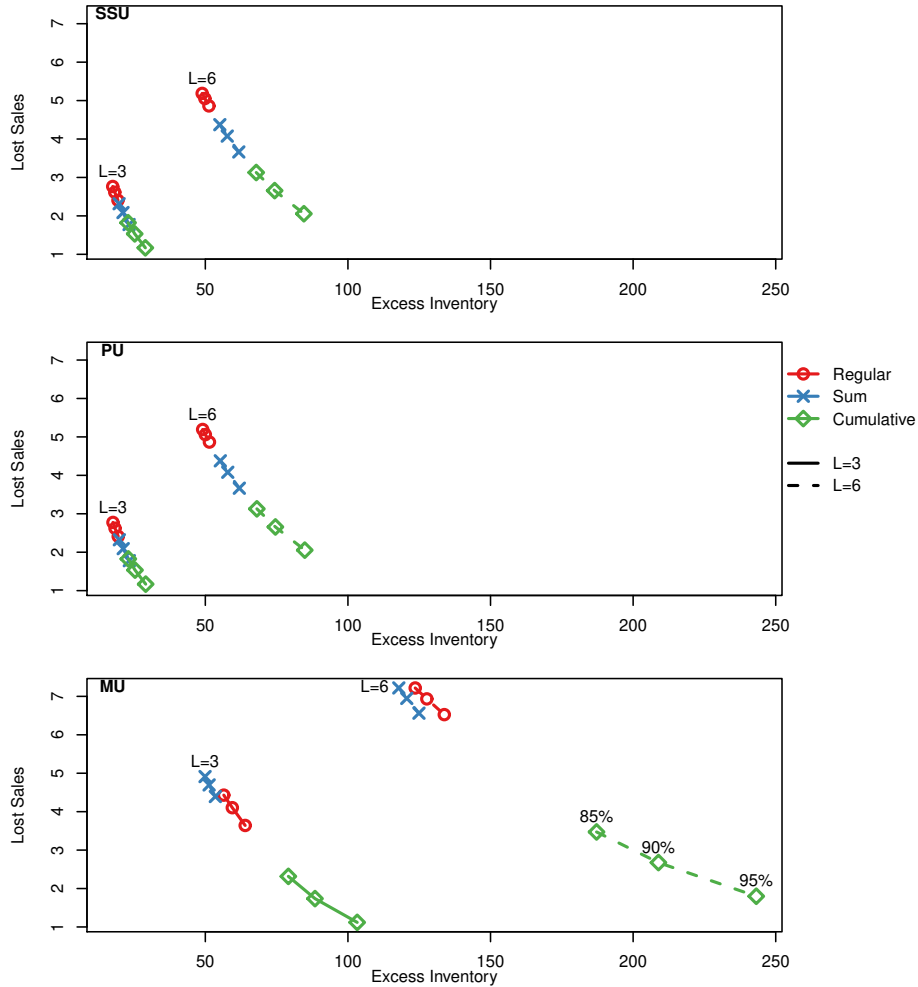 SSU
7
6
5
4
3
2
1
Lost Sales
L=6
L=3
50 100 150 200 250
Excess Inventory
PU
7
6
5
4
3
2
1
Lost Sales
L=6
L=3
50 100 150 200 250
Excess Inventory
Regular
Sum
Cumulative
L=3
L=6
MU
7
6
5
4
3
2
1
Lost Sales
L=6
L=3
85%
90%
95%
50 100 150 200 250
Excess Inventory